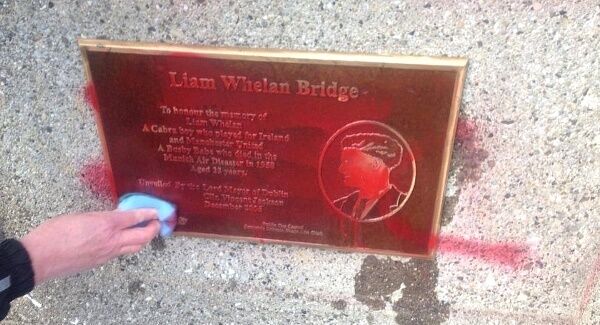 Liam Whelan Bridge
To honour the memory of
Liam Whelan
A Cabra boy who played for Ireland
and Manchester United
A Busby Babe who died in the
Munich Air Disaster in 1958
Aged 22 years.
Unveiled By the Lord Mayor of Dublin
Cllr. Vincent Jackson
December 2006